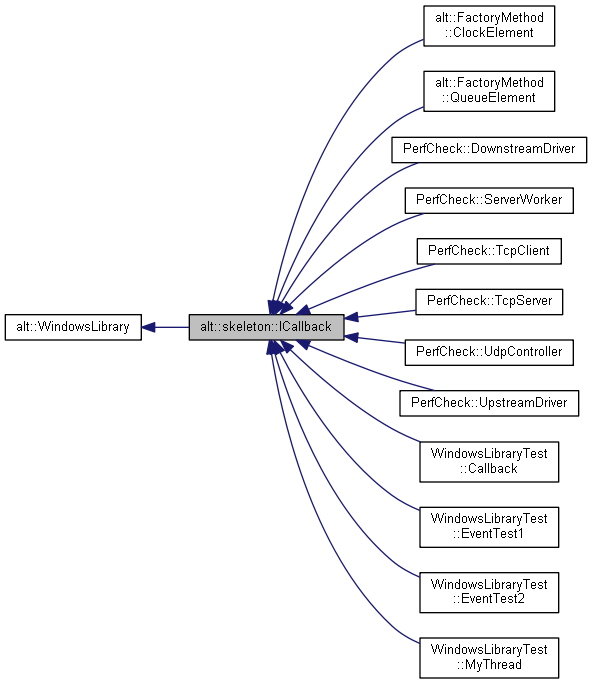 alt::FactoryMethod
::ClockElement
alt::FactoryMethod
::QueueElement
PerfCheck::DownstreamDriver
PerfCheck::ServerWorker
PerfCheck::TcpClient
PerfCheck::TcpServer
alt::WindowsLibrary
alt::skeleton::ICallback
PerfCheck::UdpController
PerfCheck::UpstreamDriver
WindowsLibraryTest
::Callback
WindowsLibraryTest
::EventTest1
WindowsLibraryTest
::EventTest2
WindowsLibraryTest
::MyThread